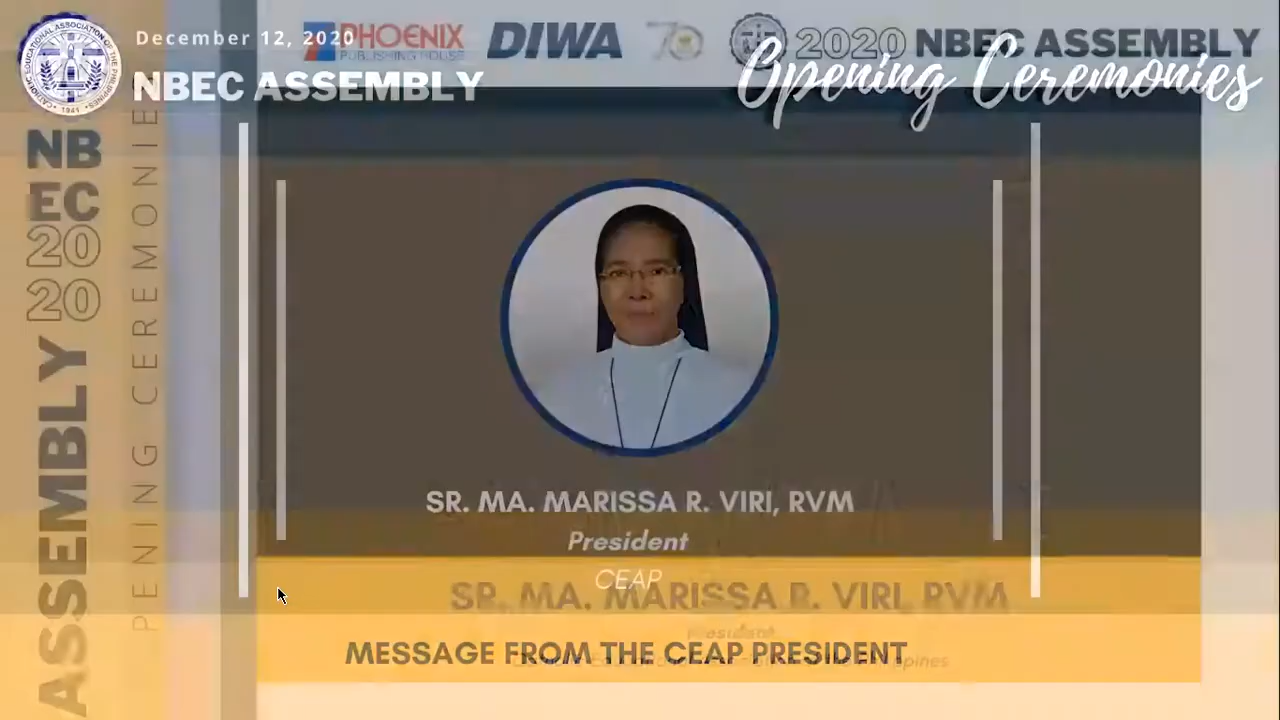 December 12, 2020
NBEC ASSEMBLY
PHOENIX
PUBLISHING HOUSE
DIWA
70
2020 NBEC ASSEMBLY
Opening Ceremonies
NB
EC
20
20
ASSEMBLY
PENING CEREMONIE
SR. MA. MARISSA R. VIRI, RVM
President
CEAP
SR. MA. MARISSA R. VIRI, RVM
President
MESSAGE FROM THE CEAP PRESIDENT